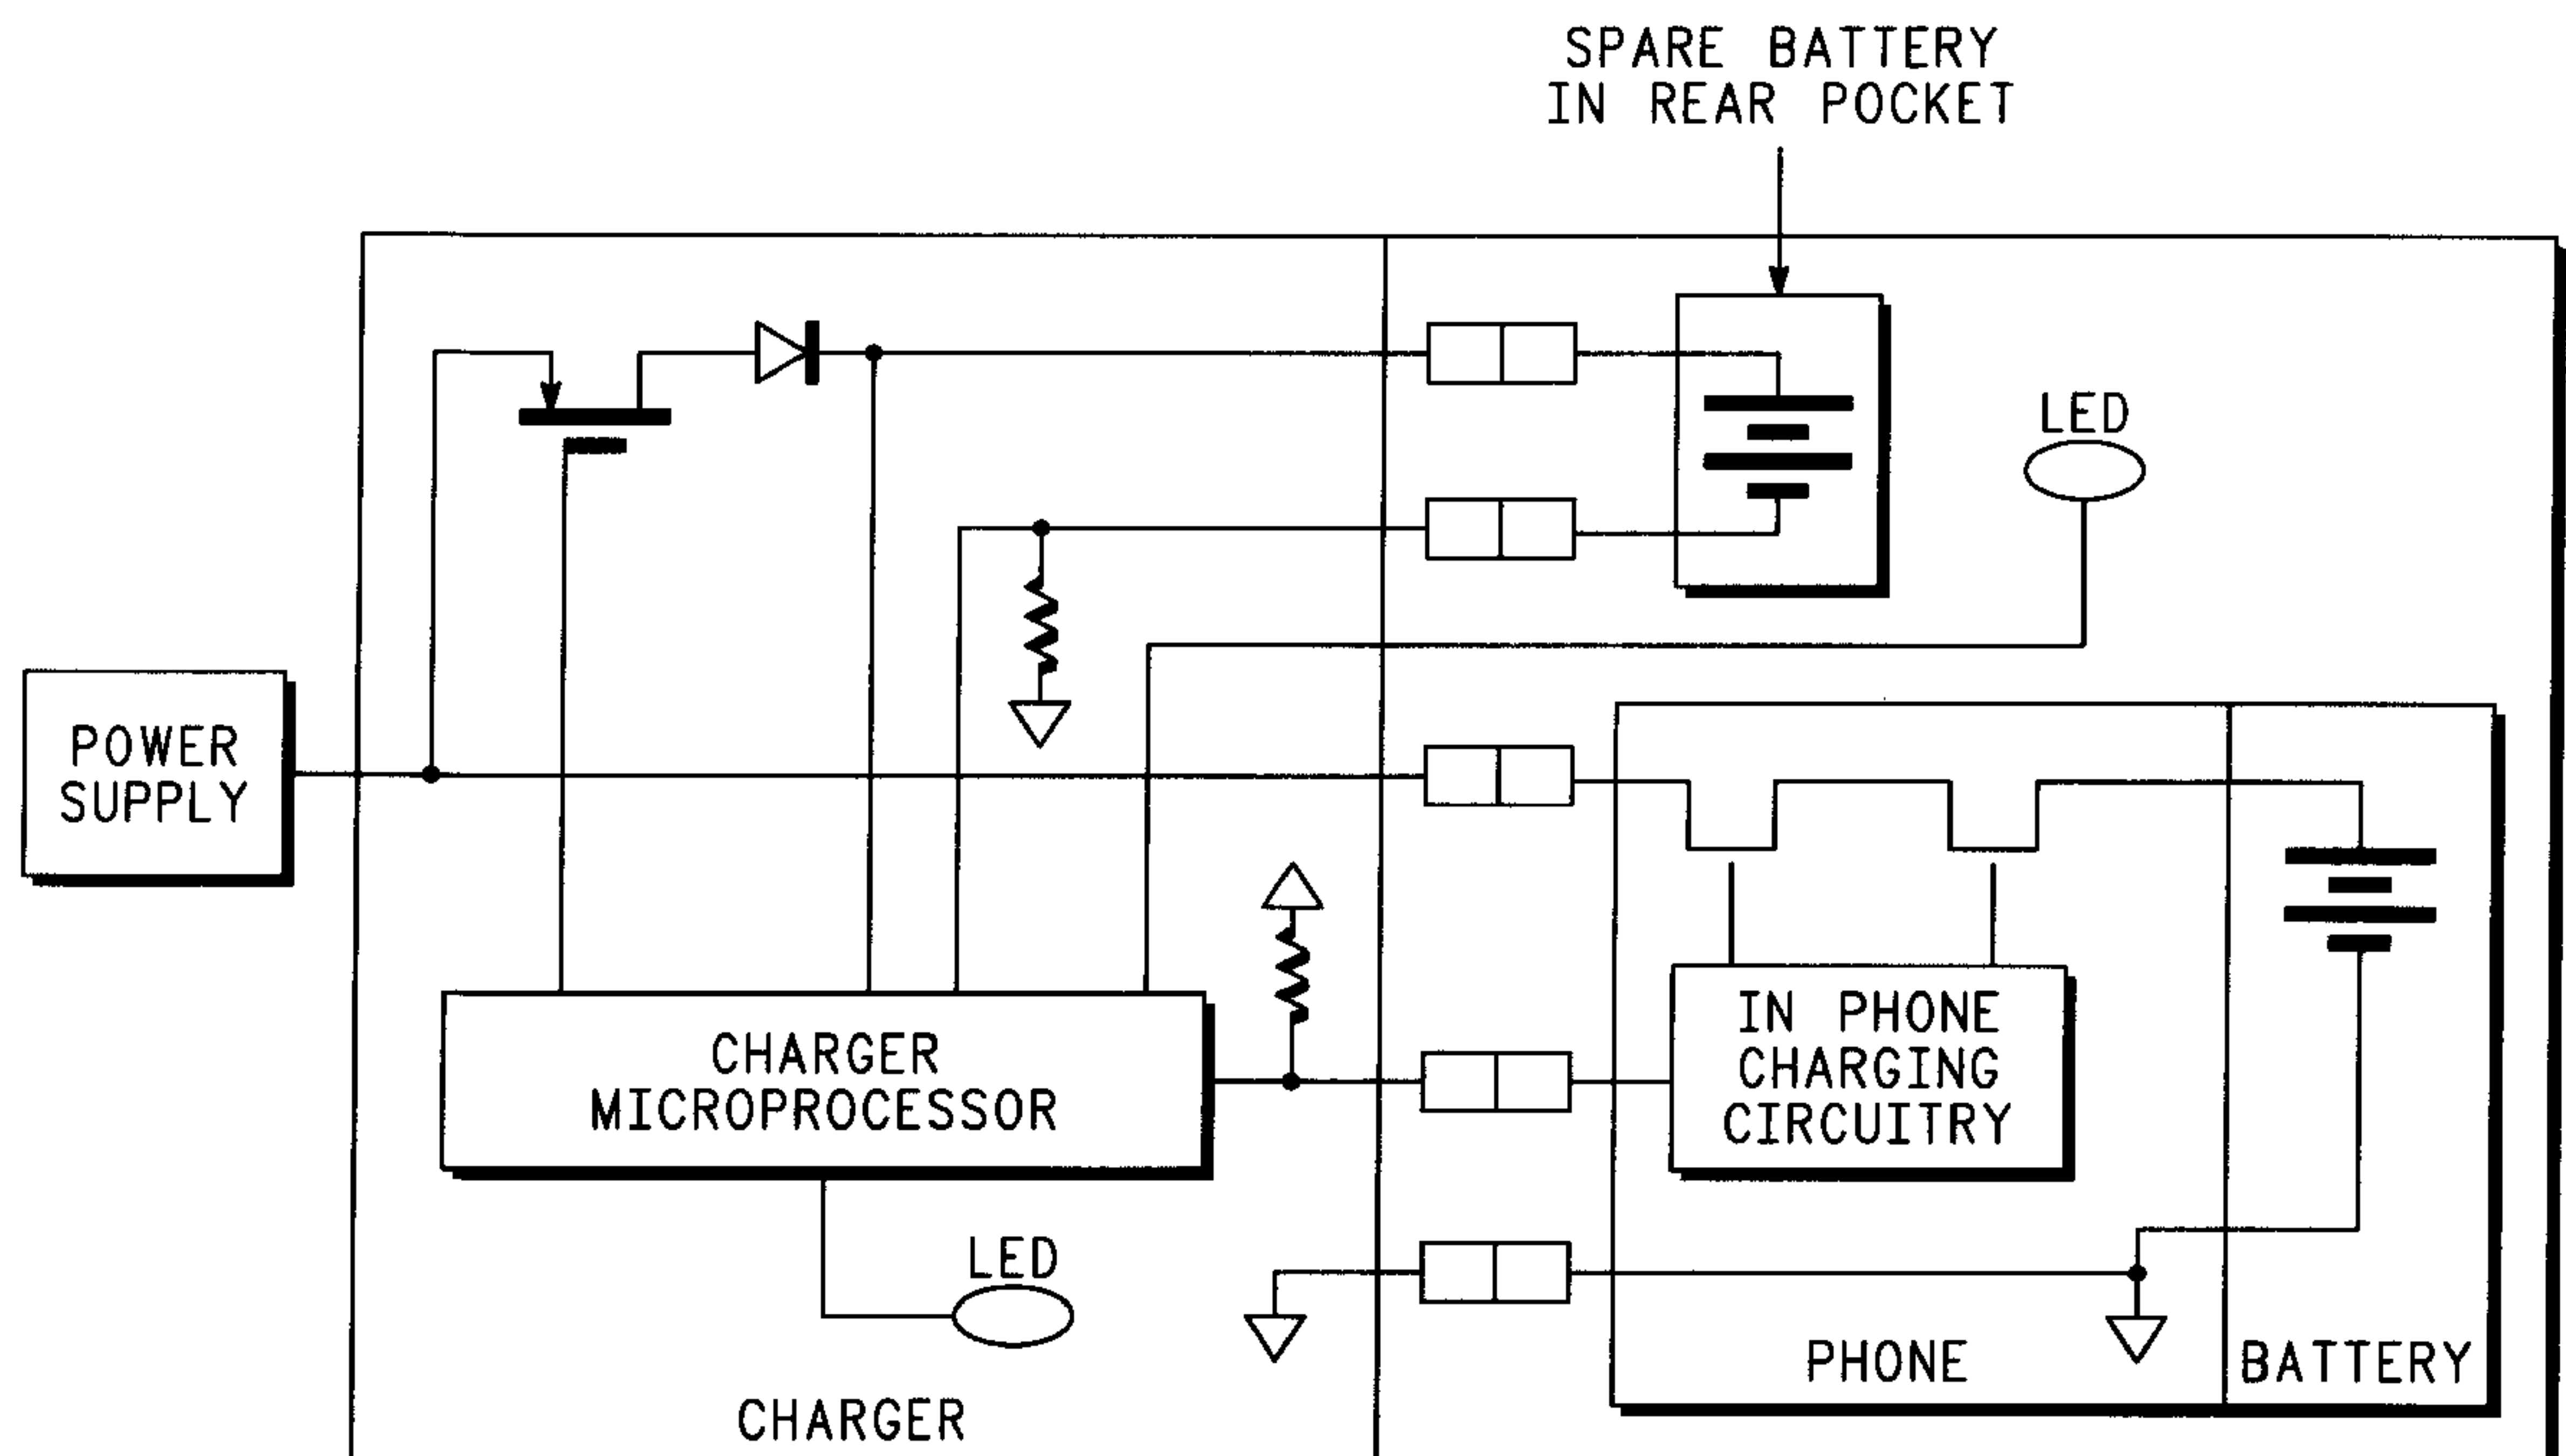 SPARE BATTERY
IN REAR POCKET
LED
POWER
SUPPLY
CHARGER
MICROPROCESSOR
IN PHONE
CHARGING
CIRCUITRY
LED
PHONE
BATTERY
CHARGER